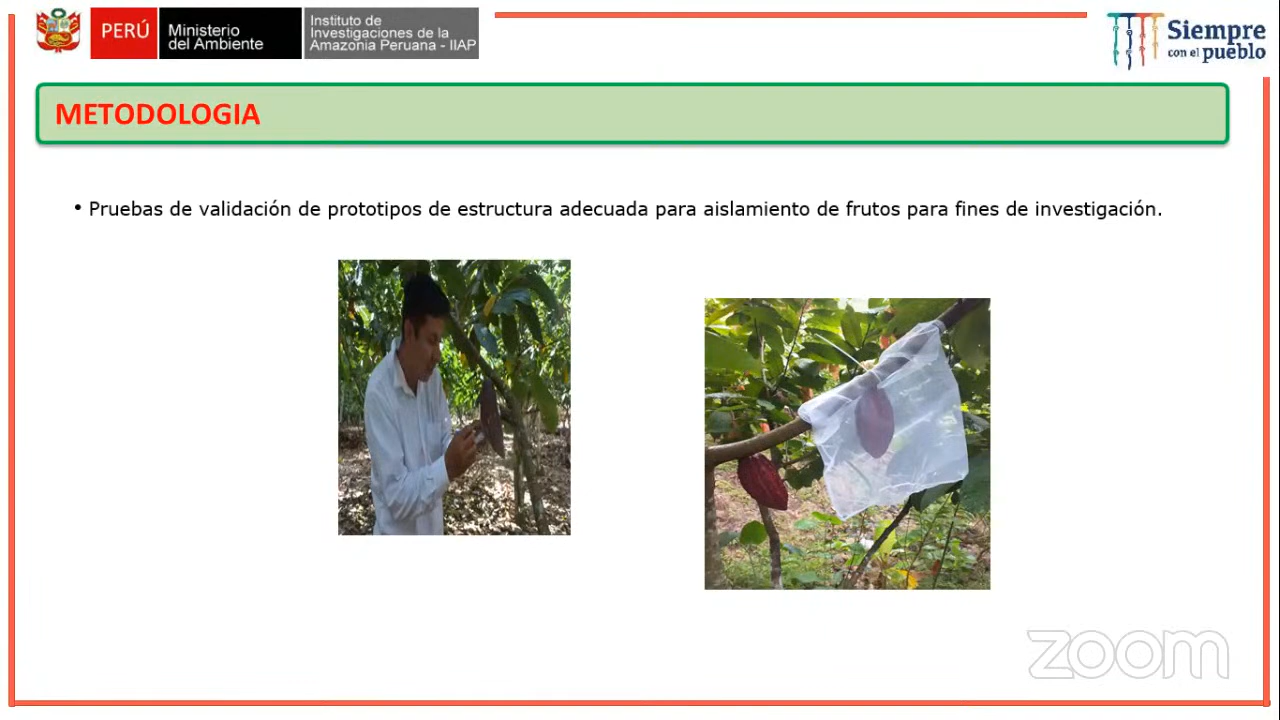 PERÚ
Ministerio
del Ambiente
Instituto de
Investigaciones de la
Amazonia Peruana - IIAP
Siempre
con el pueblo
METODOLOGIA
• Pruebas de validación de prototipos de estructura adecuada para aislamiento de frutos para fines de investigación.
zoom